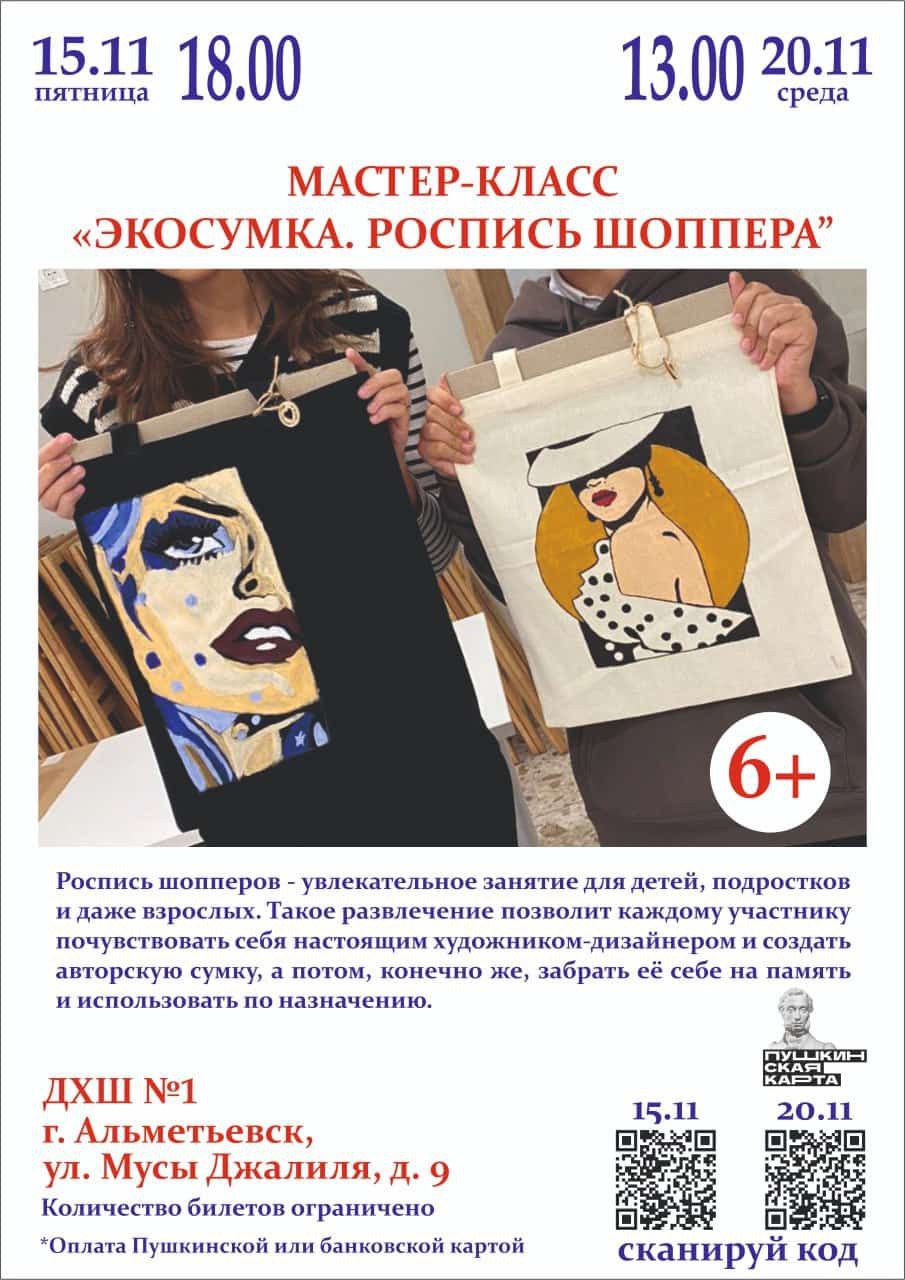 15.11 18.00
пятница
13.00 20.11
среда
МАСТЕР-КЛАСС
«ЭКОСУМКА. РОСПИСЬ ШОППЕРА”
6+
Роспись шопперов - увлекательное занятие для детей, подростков
и даже взрослых. Такое развлечение позволит каждому участнику
почувствовать себя настоящим художником-дизайнером и создать
авторскую сумку, а потом, конечно же, забрать её себе на память
и использовать по назначению.
ПУШКИН
СКАЯ
КАРТА
ДХШ №1
г. Альметьевск,
ул. Мусы Джалиля, д. 9
Количество билетов ограничено
*Оплата Пушкинской или банковской картой
15.11 20.11
сканируй код